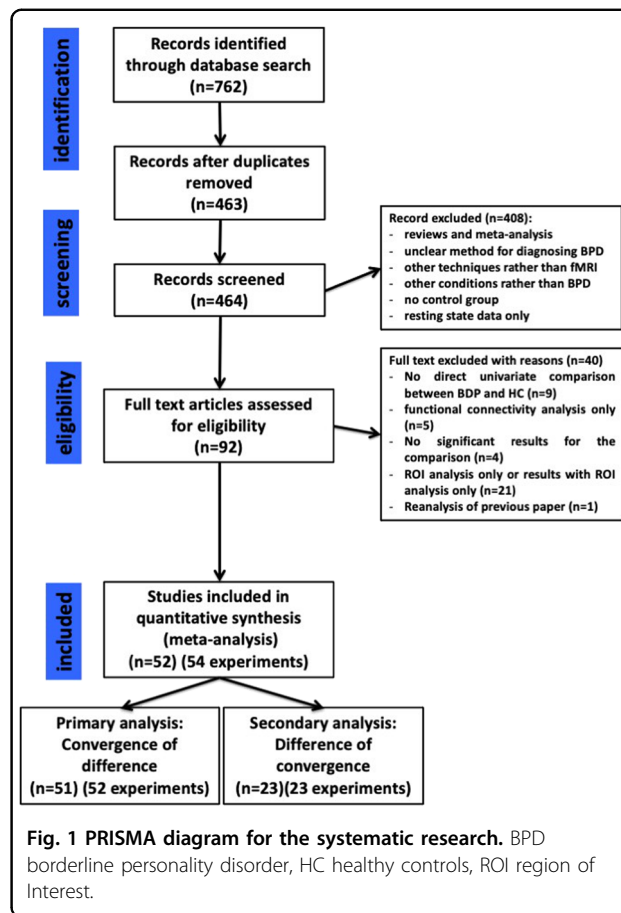 identification
Records identified
through database search
(n=762)
Records after duplicates
removed
(n=463)
screening
Records screened
(n=464)
Record excluded (n=408):
- reviews and meta-analysis
- unclear method for diagnosing BPD
- other techniques rather than fMRI
- other conditions rather than BPD
- no control group
- resting state data only
eligibility
Full text articles assessed
for eligibility
(n=92)
Full text excluded with reasons (n=40)
- No direct univariate comparison
between BDP and HC (n=9)
- functional connectivity analysis only
(n=5)
- No significant results for the
comparison (n=4)
- ROI analysis only or results with ROI
analysis only (n=21)
- Reanalysis of previous paper (n=1)
included
Studies included in
quantitative synthesis
(meta-analysis)
(n=52) (54 experiments)
Primary analysis:
Convergence of
difference
(n=51) (52 experiments)
Secondary analysis:
Difference of
convergence
(n=23)(23 experiments)
Fig. 1 PRISMA diagram for the systematic research. BPD
borderline personality disorder, HC healthy controls, ROI region of
Interest.